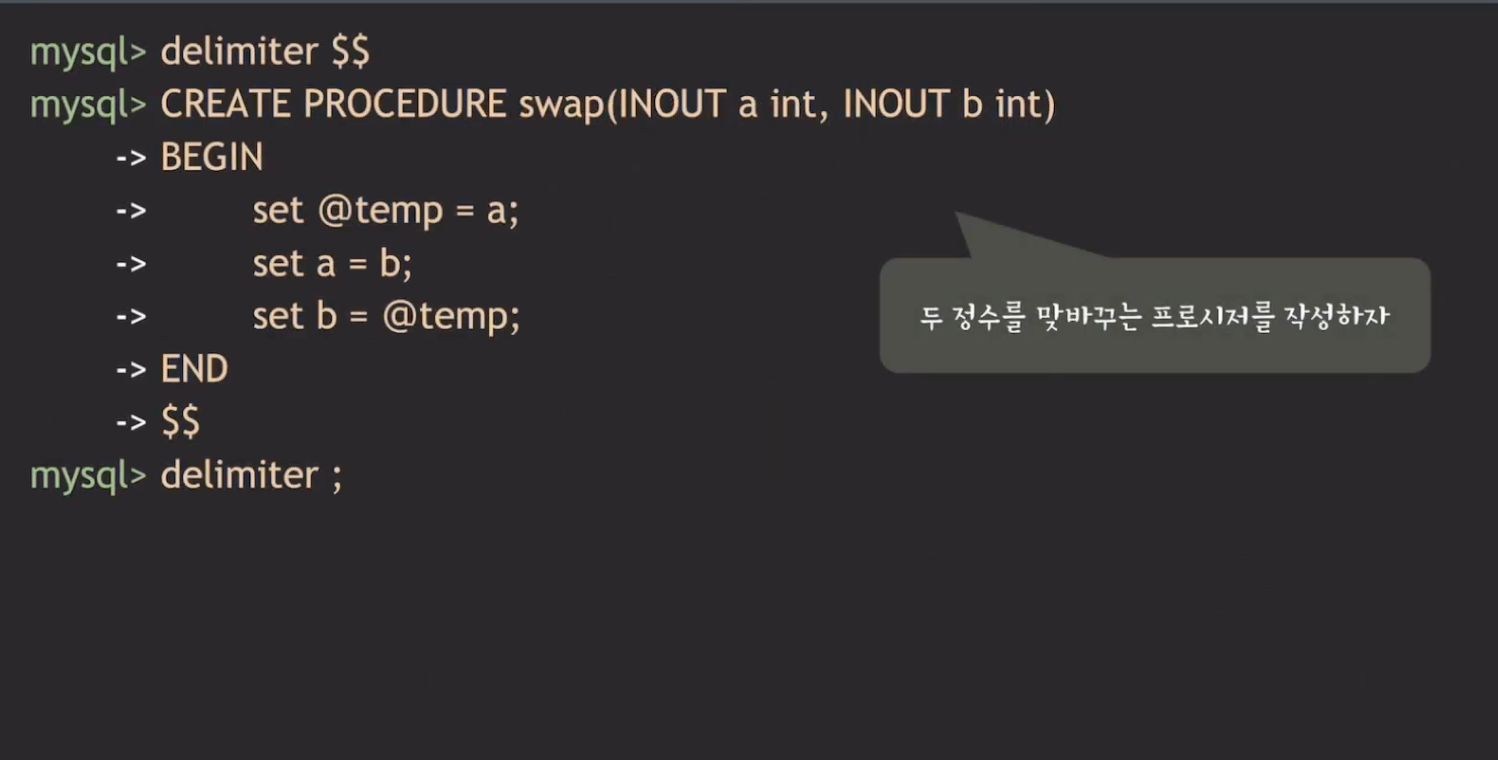 mysql> delimiter $$
mysql> CREATE PROCEDURE swap(INOUT a int, INOUT b int)
-> BEGIN
-> set @temp = a;
-> set a = b;
-> set b = @temp;
-> END
-> $$
mysql> delimiter ;
두 정수를 맞바꾸는 프로시저를 작성하자